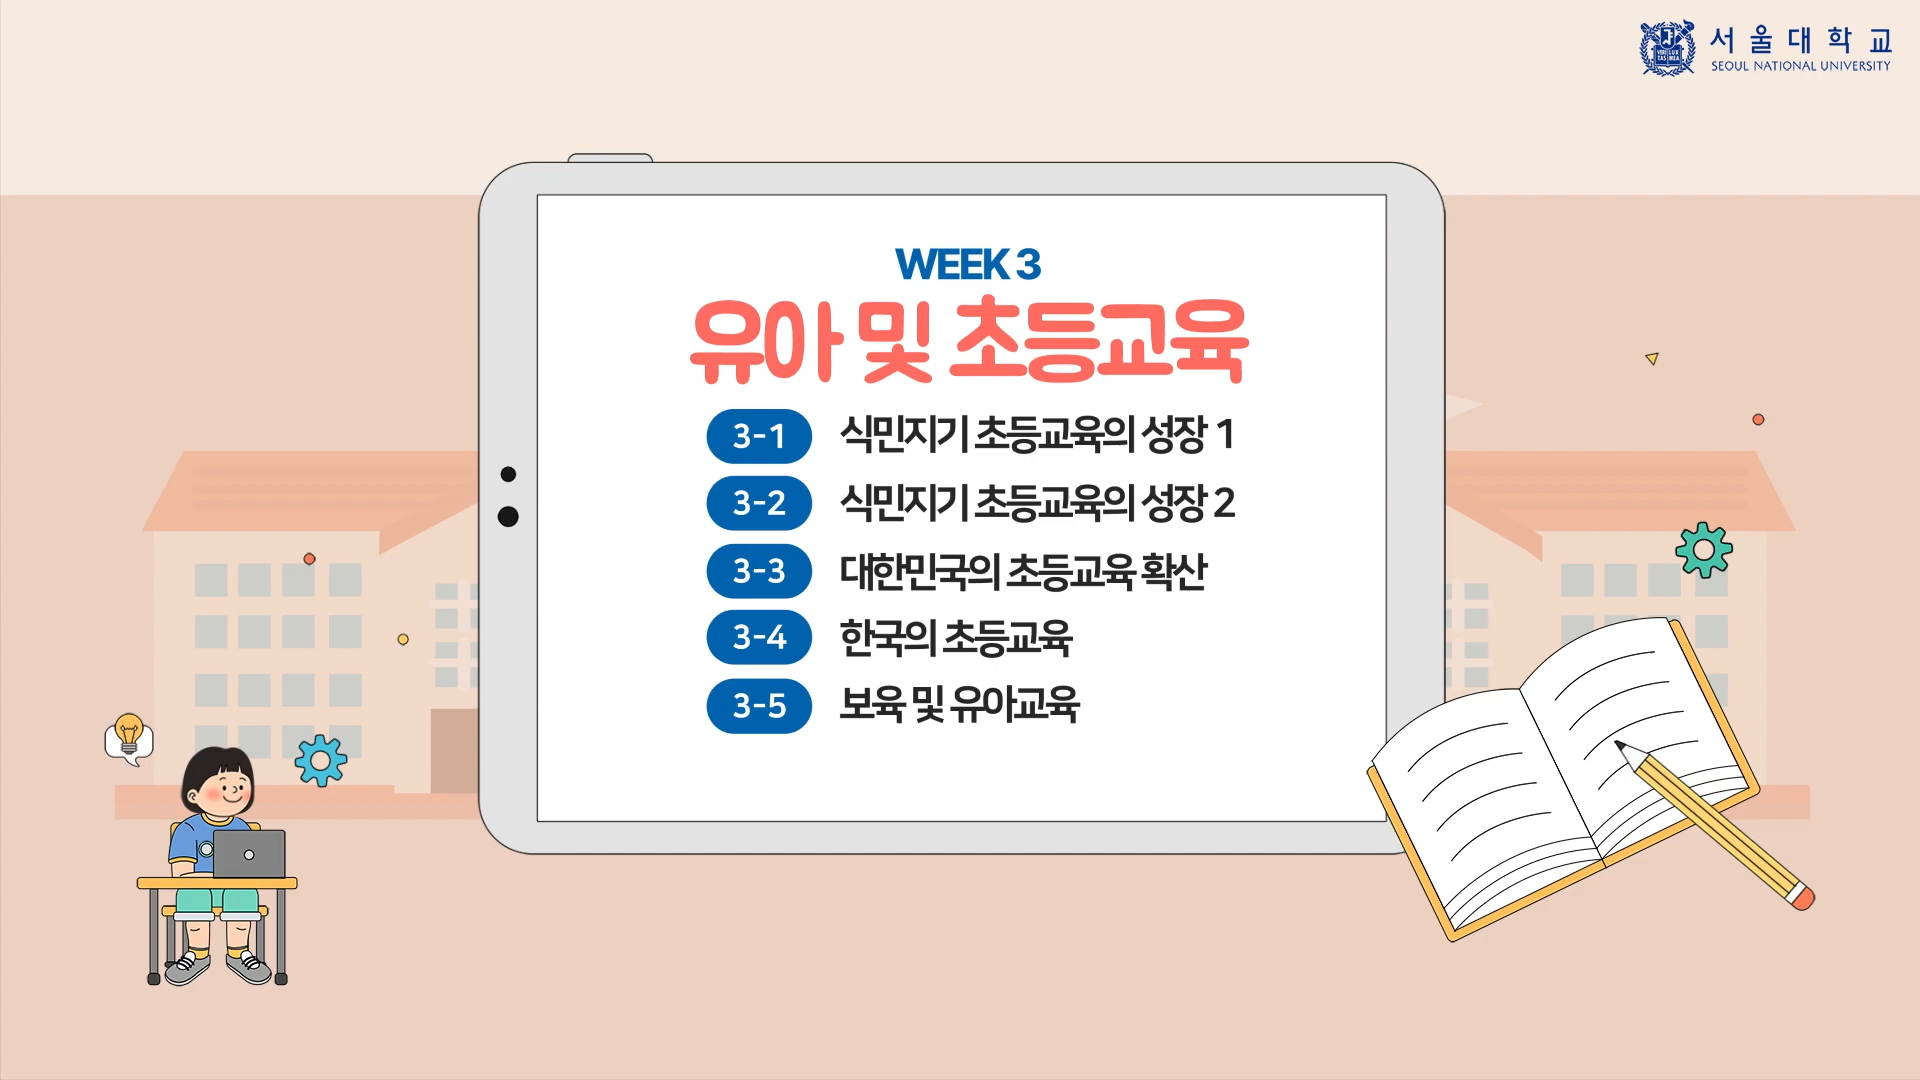 서울대학교
SEOUL NATIONAL UNIVERSITY
WEEK 3
유아 및 초등교육
3-1 식민지기 초등교육의 성장 1
3-2 식민지기 초등교육의 성장 2
3-3 대한민국의 초등교육 확산
3-4 한국의 초등교육
3-5 보육 및 유아교육